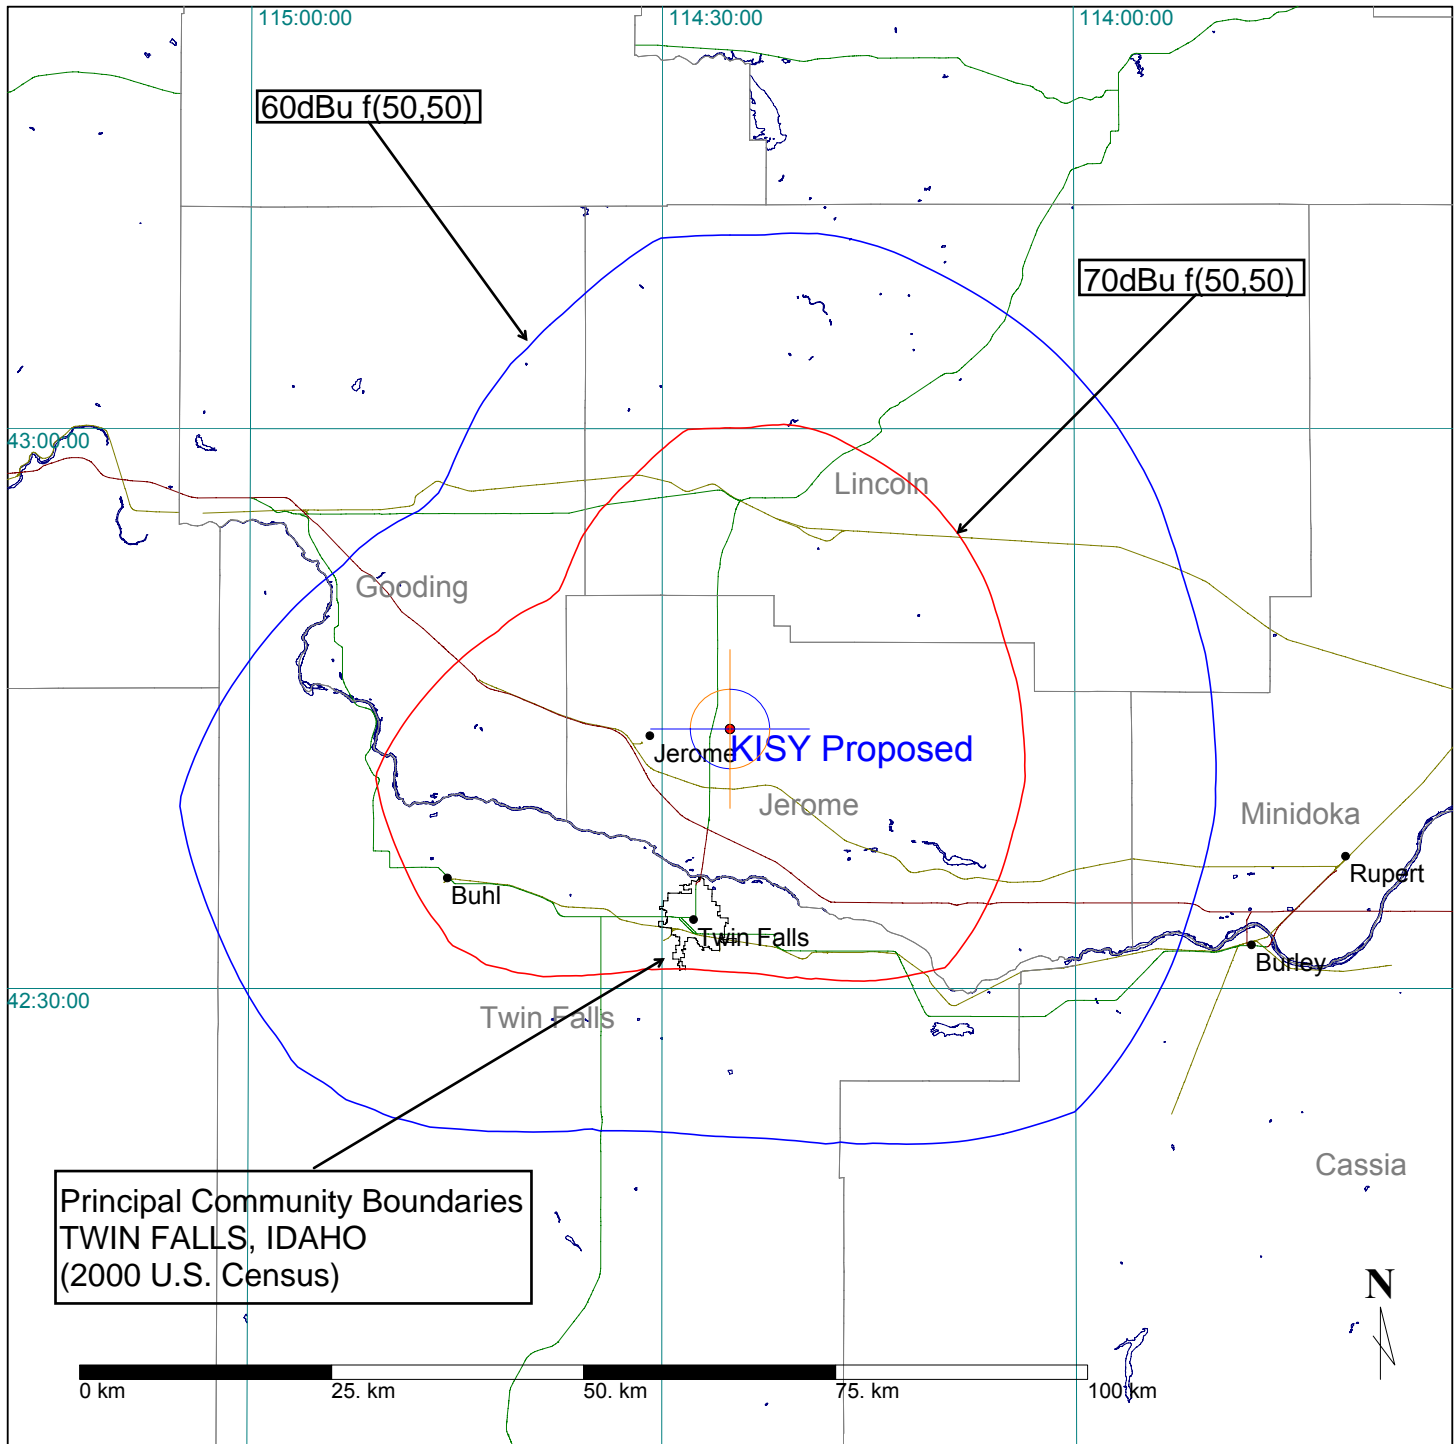 115:00:00
114:30:00
114:00:00
60dBu f(50,50)
70dBu f(50,50)
43:00:00
Lincoln
Gooding
KISY Proposed
Jerome
Jerome
Minidoka
Rupert
Buhl
Twin Falls
Burley
42:30:00
Twin Falls
Cassia
Principal Community Boundaries
TWIN FALLS, IDAHO
(2000 U.S. Census)
N
0 km
25. km
50. km
75. km
100 km